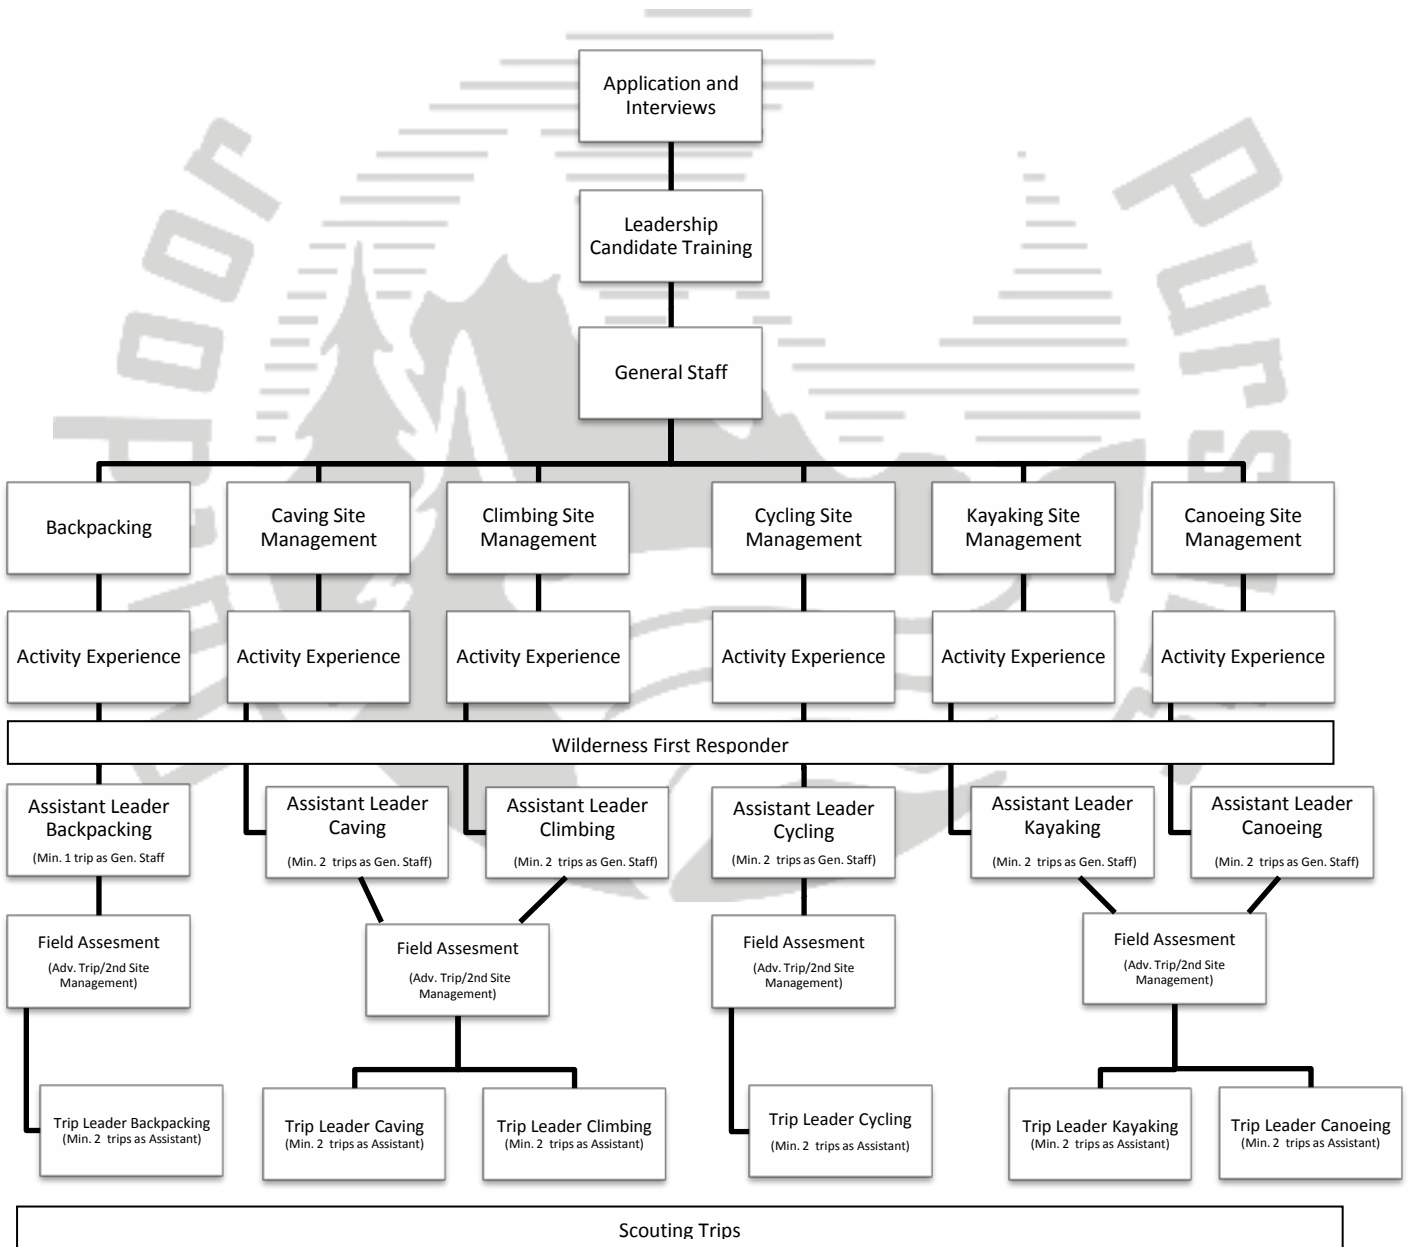 Application and
Interviews
Leadership
Candidate Training
General Staff
Backpacking
Caving Site
Management
Climbing Site
Management
Cycling Site
Management
Kayaking Site
Management
Canoeing Site
Management
Activity Experience
Activity Experience
Activity Experience
Activity Experience
Activity Experience
Activity Experience
Wilderness First Responder
Assistant Leader
Backpacking
(Min. 1 trip as Gen. Staff
Assistant Leader
Caving
(Min. 2 trips as Gen. Staff)
Assistant Leader
Climbing
(Min. 2 trips as Gen. Staff)
Assistant Leader
Cycling
(Min. 2 trips as Gen. Staff)
Assistant Leader
Kayaking
(Min. 2 trips as Gen. Staff)
Assistant Leader
Canoeing
(Min. 2 trips as Gen. Staff)
Field Assesment
(Adv. Trip/2nd Site
Management)
Field Assesment
(Adv. Trip/2nd Site
Management)
Field Assesment
(Adv. Trip/2nd Site
Management)
Field Assesment
(Adv. Trip/2nd Site
Management)
Trip Leader Backpacking
(Min. 2 trips as Assistant)
Trip Leader Caving
(Min. 2 trips as Assistant)
Trip Leader Climbing
(Min. 2 trips as Assistant)
Trip Leader Cycling
(Min. 2 trips as Assistant)
Trip Leader Kayaking
(Min. 2 trips as Assistant)
Trip Leader Canoeing
(Min. 2 trips as Assistant)
Scouting Trips